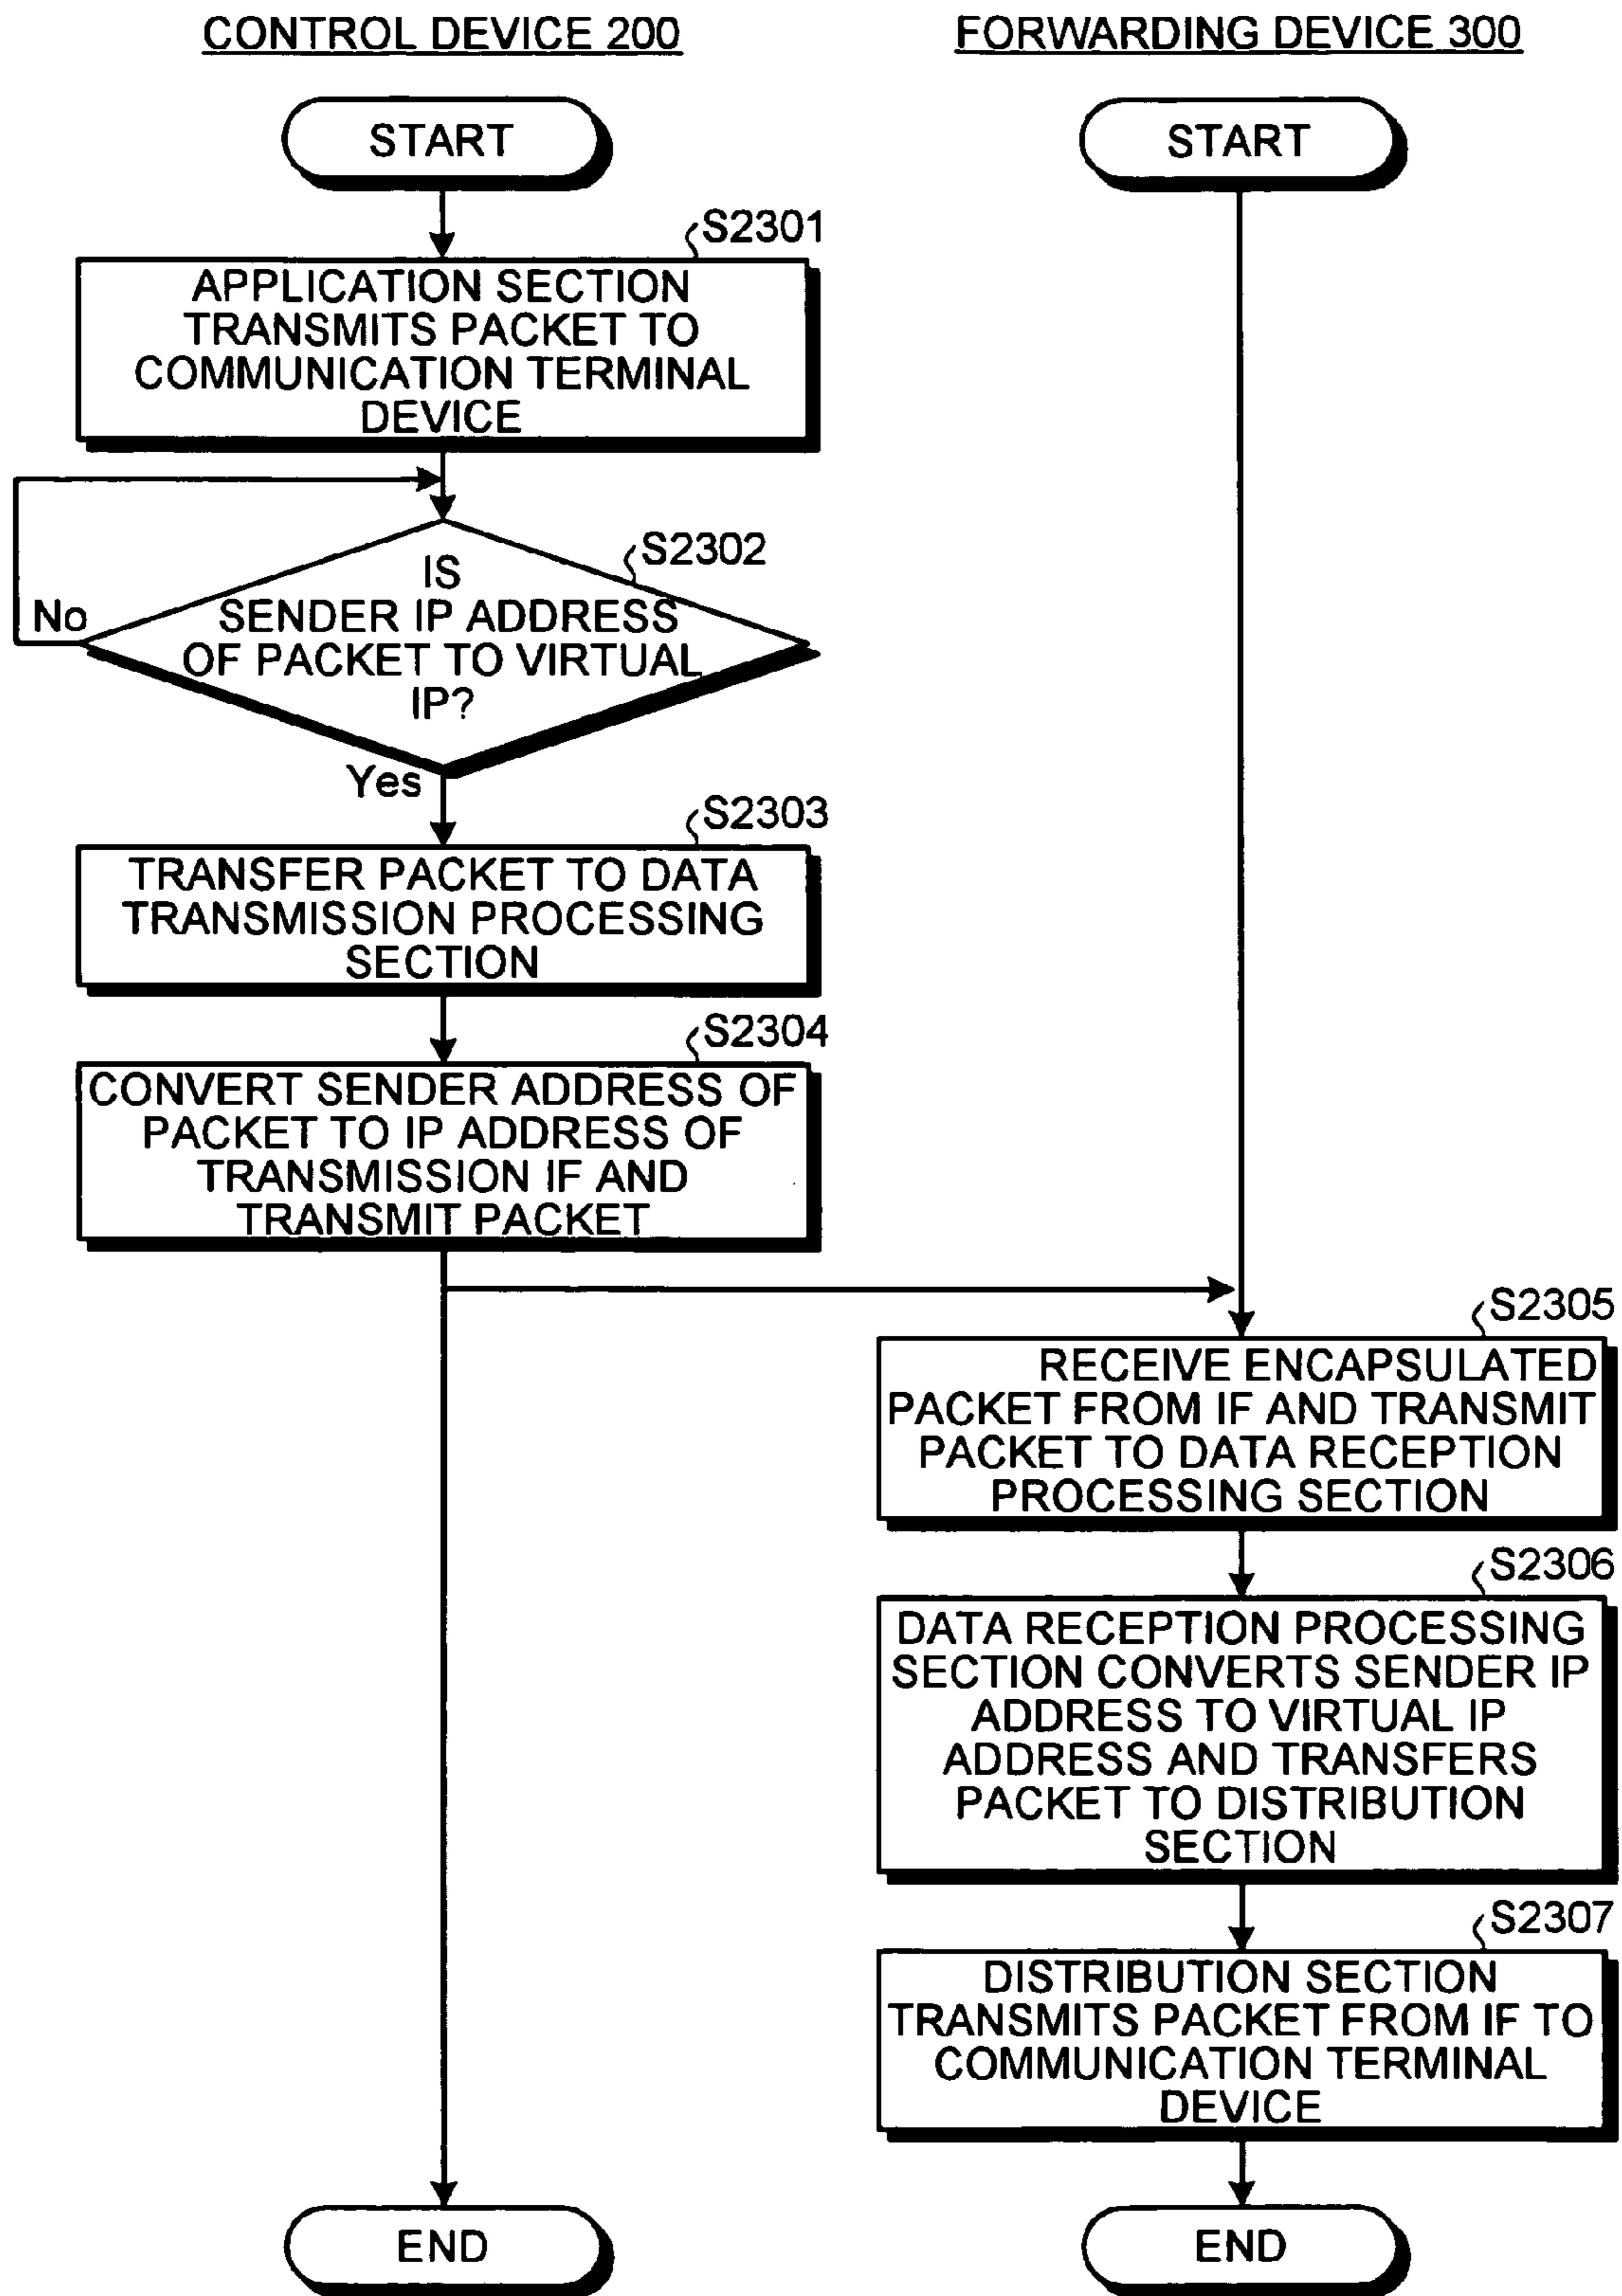 CONTROL DEVICE 200
FORWARDING DEVICE 300
START
START
S2301
APPLICATION SECTION
TRANSMITS PACKET TO
COMMUNICATION TERMINAL
DEVICE
S2302
IS
SENDER IP ADDRESS
OF PACKET TO VIRTUAL
IP?
No
Yes
S2303
TRANSFER PACKET TO DATA
TRANSMISSION PROCESSING
SECTION
S2304
CONVERT SENDER ADDRESS OF
PACKET TO IP ADDRESS OF
TRANSMISSION IF AND
TRANSMIT PACKET
S2305
RECEIVE ENCAPSULATED
PACKET FROM IF AND TRANSMIT
PACKET TO DATA RECEPTION
PROCESSING SECTION
S2306
DATA RECEPTION PROCESSING
SECTION CONVERTS SENDER IP
ADDRESS TO VIRTUAL IP
ADDRESS AND TRANSFERS
PACKET TO DISTRIBUTION
SECTION
S2307
DISTRIBUTION SECTION
TRANSMITS PACKET FROM IF TO
COMMUNICATION TERMINAL
DEVICE
END
END